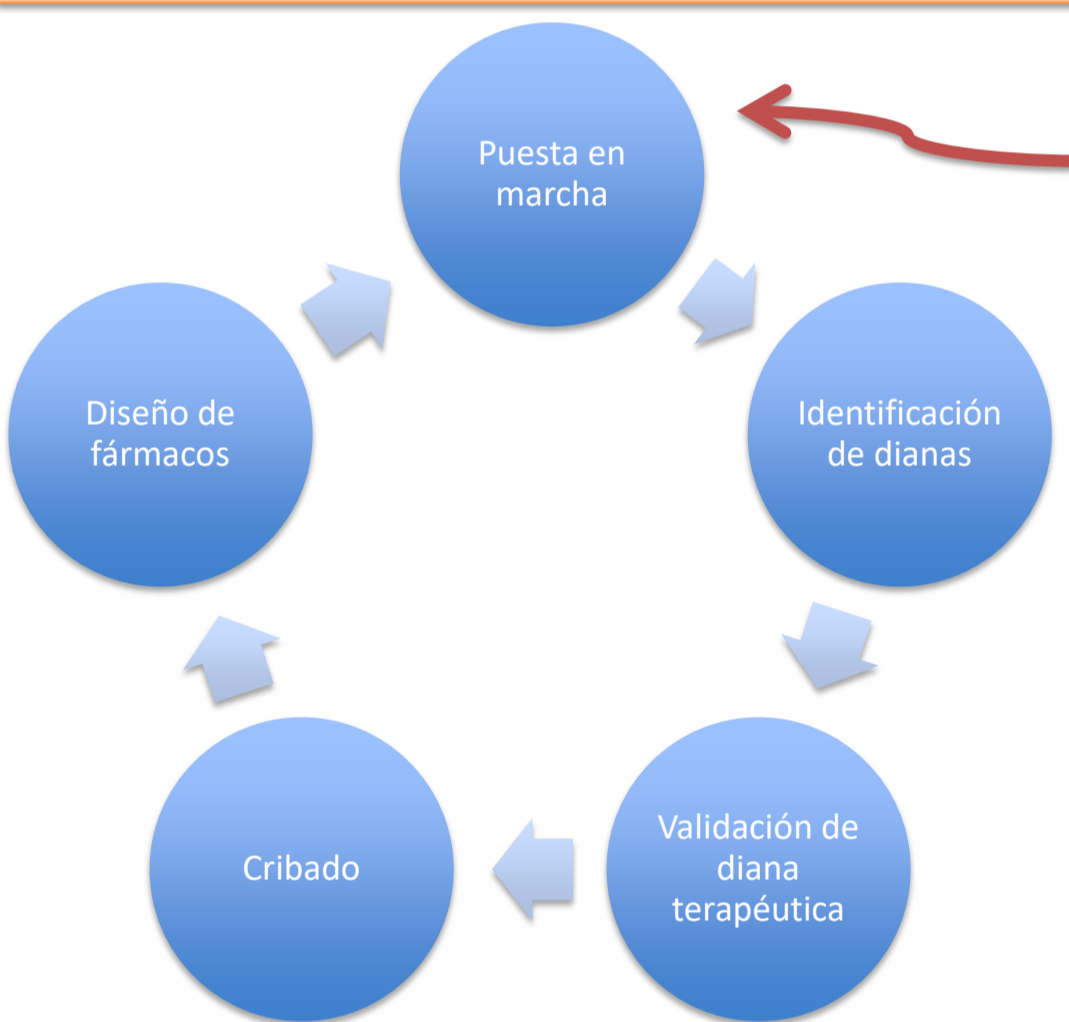 Puesta en
marcha
Identificación
de dianas
Validación de
diana
terapéutica
Cribado
Diseño de
fármacos